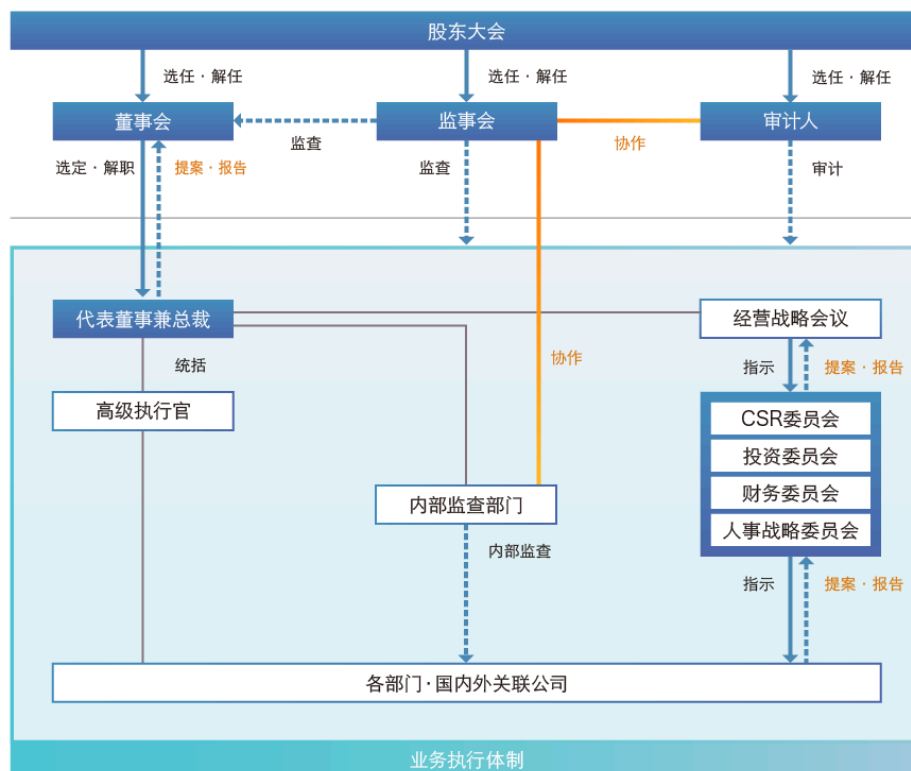 股东大会
选任·解任
选任·解任
选任·解任
董事会
监事会
审计人
监查
协作
选定·解职
提案·报告
监查
审计
代表董事兼总裁
经营战略会议
统括
协作
指示
提案·报告
高级执行官
CSR委员会
投资委员会
财务委员会
人事战略委员会
内部监查部门
内部监查
指示
提案·报告
各部门·国内外关联公司
业务执行体制